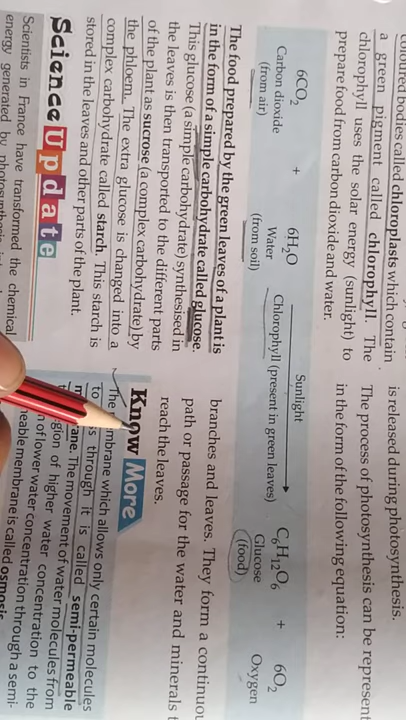 coloured bodies called chloroplasts which contain
a green pigment called chlorophyll. The
chlorophyll uses the solar energy (sunlight) to
prepare food from carbon dioxide and water.
is released during photosynthesis.
The process of photosynthesis can be represent
in the form of the following equation:
Sunlight
6CO2 + 6H2O → C6H12O6 + 6O2
Carbon dioxide Water Chlorophyll (present in green leaves) Glucose Oxygen
(from air) (from soil) (food)
The food prepared by the green leaves of a plant is
in the form of a simple carbohydrate called glucose.
This glucose (a simple carbohydrate) synthesised in
the leaves is then transported to the different parts
of the plant as sucrose (a complex carbohydrate) by
the phloem. The extra glucose is changed into a
complex carbohydrate called starch. This starch is
stored in the leaves and other parts of the plant.
Science Update
Scientists in France have transformed the chemical
energy generated by photosynthesis
branches and leaves. They form a continuou
path or passage for the water and minerals t
reach the leaves.
Know More
The mbrane which allows only certain molecules
to s through it is called semi-permeable
rane. The movement of water molecules from
gion of higher water concentration to the
n of lower water concentration through a semi-
eable membrane is called osmosis